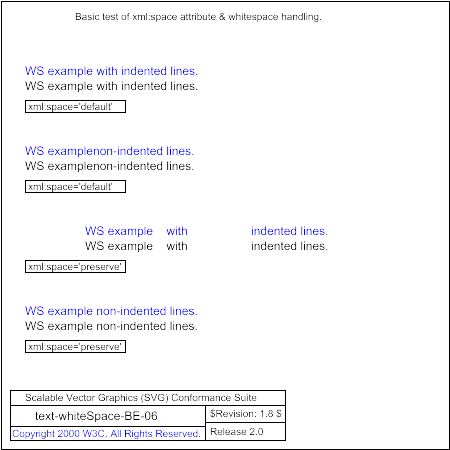 Basic test of xml:space attribute & whitespace handling.
WS example with indented lines.
WS example with indented lines.
xml:space='default'
WS examplenon-indented lines.
WS examplenon-indented lines.
xml:space='default'
WS example    with                   indented lines.
WS example    with                   indented lines.
xml:space='preserve'
WS example non-indented lines.
WS example non-indented lines.
xml:space='preserve'
Scalable Vector Graphics (SVG) Conformance Suite
text-whiteSpace-BE-06
$Revision: 1.8 $
Copyright 2000 W3C. All Rights Reserved.
Release 2.0